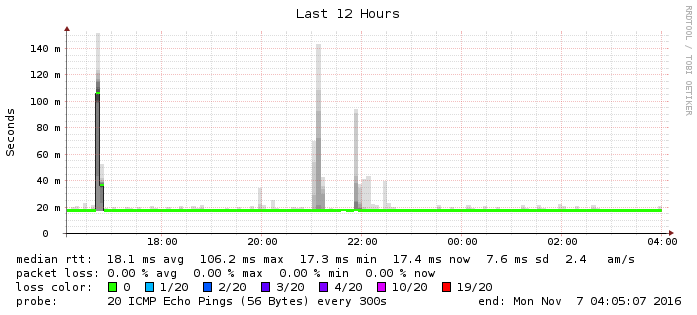 Last 12 Hours
RRDTOOL / TOBI OETIKER
Seconds
140 m
120 m
100 m
80 m
60 m
40 m
20 m
0
18:00 20:00 22:00 00:00 02:00 04:00
median rtt: 18.1 ms avg 106.2 ms max 17.3 ms min 17.4 ms now 7.6 ms sd 2.4 am/s
packet loss: 0.00 % avg 0.00 % max 0.00 % min 0.00 % now
loss color: 0 1/20 2/20 3/20 4/20 10/20 19/20
probe: 20 ICMP Echo Pings (56 Bytes) every 300s end: Mon Nov 7 04:05:07 2016